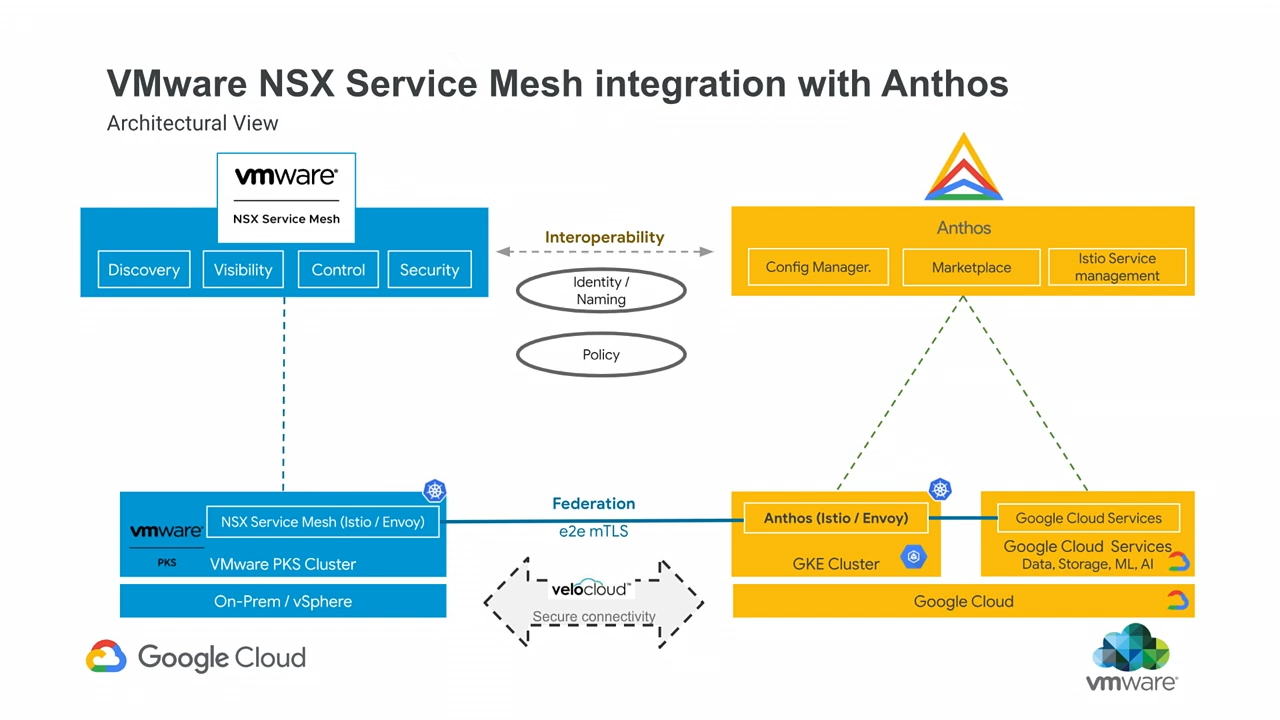 VMware NSX Service Mesh integration with Anthos
Architectural View
vmware®
NSX Service Mesh
Discovery
Visibility
Control
Security
Interoperability
Identity /
Naming
Policy
Anthos
Config Manager.
Marketplace
Istio Service
management
vmware®
PKS
NSX Service Mesh (Istio / Envoy)
VMware PKS Cluster
On-Prem / vSphere
Federation
e2e mTLS
velocloud™
Secure connectivity
Anthos (Istio / Envoy)
GKE Cluster
Google Cloud Services
Google Cloud Services
Data, Storage, ML, AI
Google Cloud
Google Cloud
vmware®